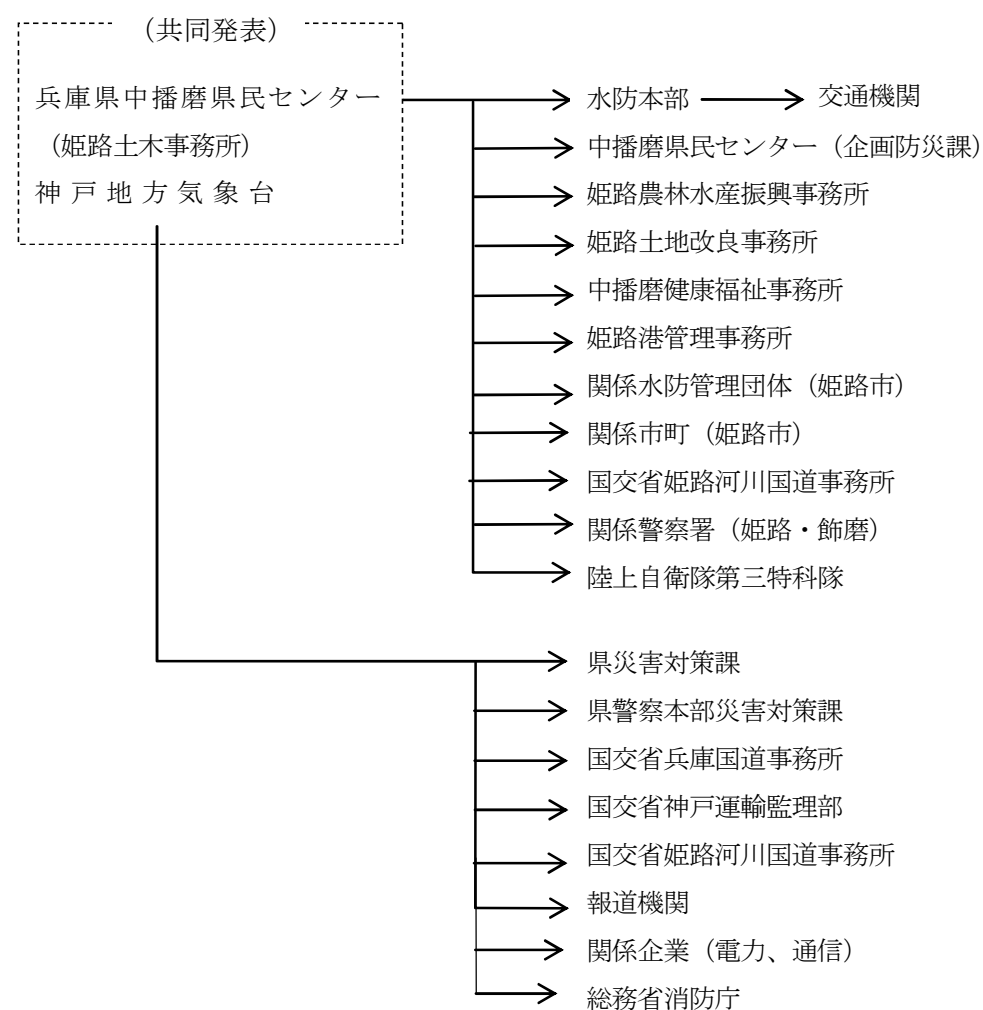 （共同発表）
兵庫県中播磨県民センター
（姫路土木事務所）
神戸地方気象台
水防本部
交通機関
中播磨県民センター（企画防災課）
姫路農林水産振興事務所
姫路土地改良事務所
中播磨健康福祉事務所
姫路港管理事務所
関係水防管理団体（姫路市）
関係市町（姫路市）
国交省姫路河川国道事務所
関係警察署（姫路・飾磨）
陸上自衛隊第三特科隊
県災害対策課
県警察本部災害対策課
国交省兵庫国道事務所
国交省神戸運輸監理部
国交省姫路河川国道事務所
報道機関
関係企業（電力、通信）
総務省消防庁